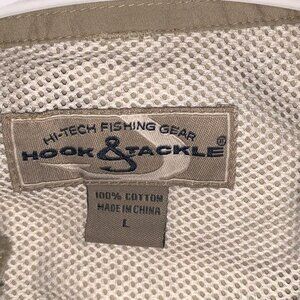 HI-TECH FISHING GEAR
HOOK & TACKLE®
100% COTTON
MADE IN CHINA
L